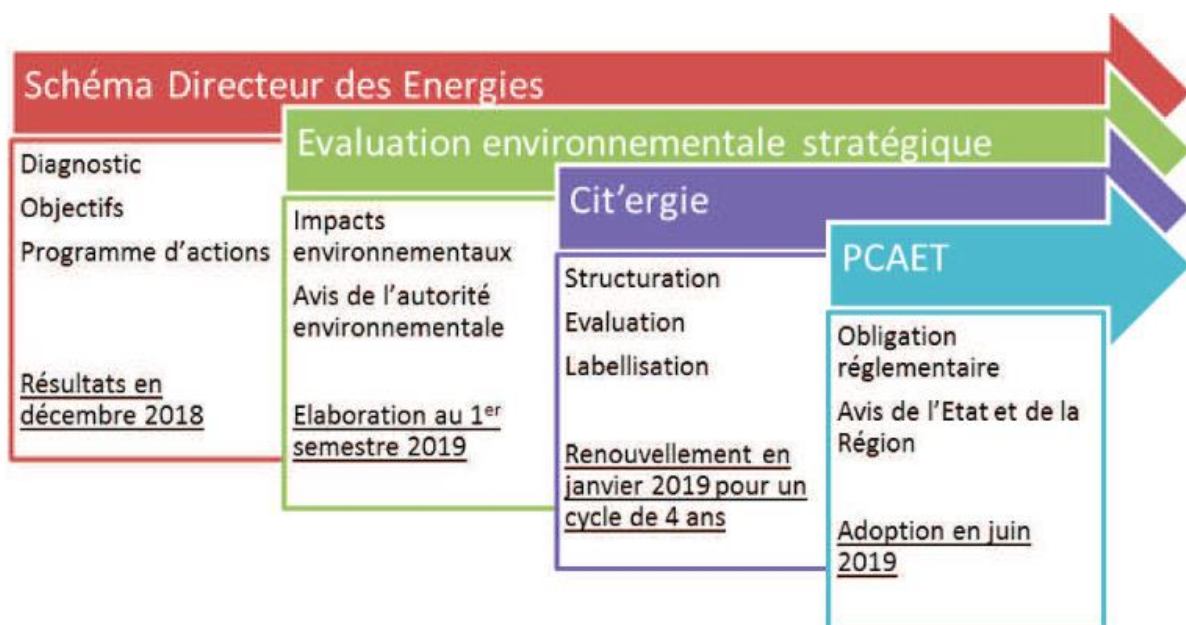 Schéma Directeur des Energies
Diagnostic
Objectifs
Programme d'actions
Résultats en
décembre 2018
Evaluation environnementale stratégique
Impacts
environnementaux
Avis de l'autorité
environnementale
Elaboration au 1er
semestre 2019
Cit'ergie
Structuration
Evaluation
Labellisation
Renouvellement en
janvier 2019 pour un
cycle de 4 ans
PCAET
Obligation
réglementaire
Avis de l'Etat et de la
Région
Adoption en juin
2019